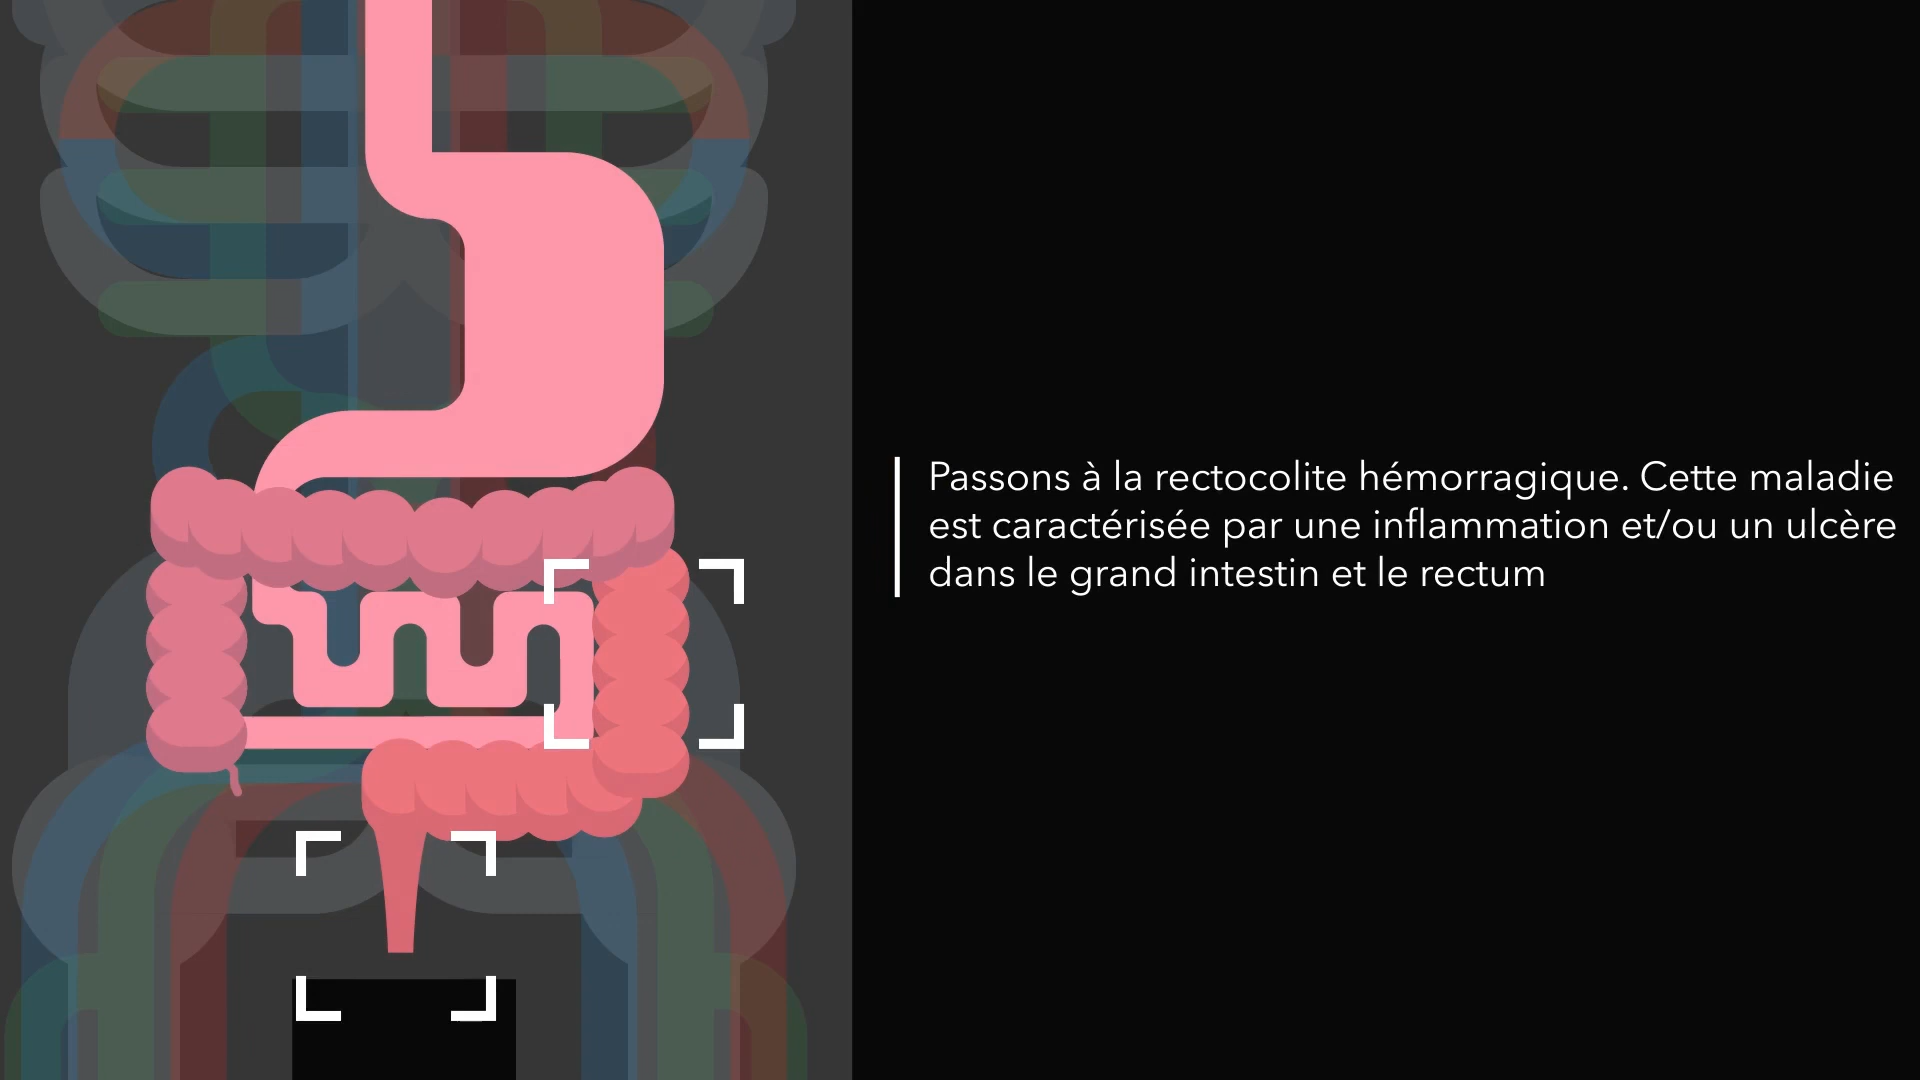 Passons à la rectocolite hémorragique. Cette maladie
est caractérisée par une inflammation et/ou un ulcère
dans le grand intestin et le rectum